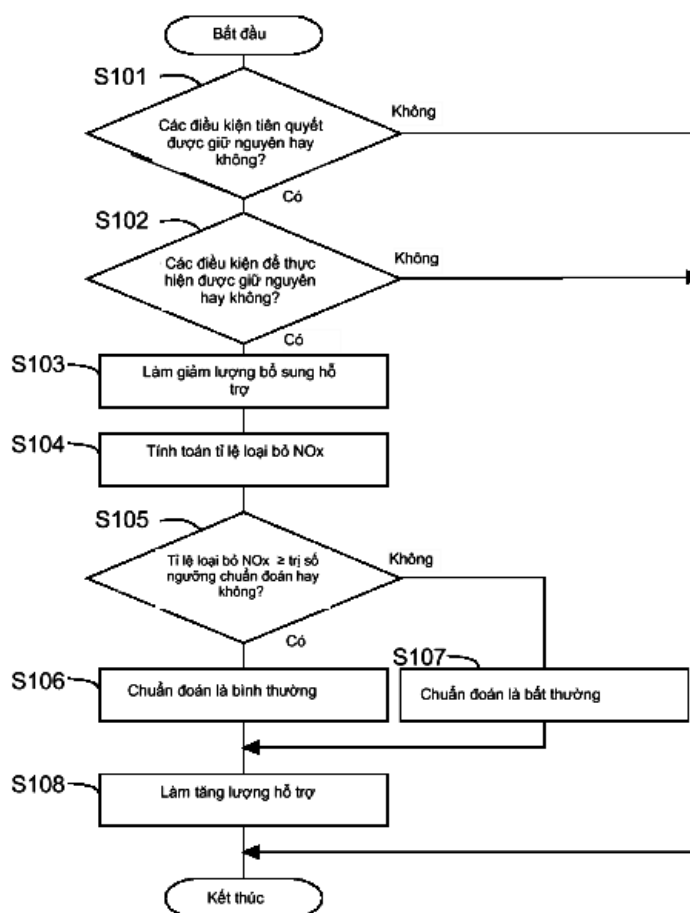 Bắt đầu
S101
Các điều kiện tiên quyết
được giữ nguyên hay
không?
Không
Có
S102
Các điều kiện để thực
hiện được giữ nguyên
hay không?
Không
Có
S103
Làm giảm lượng bổ sung hỗ
trợ
S104
Tính toán tỉ lệ loại bỏ NOx
S105
Tỉ lệ loại bỏ NOx ≥ trị số
ngưỡng chuẩn đoán hay
không?
Không
Có
S106
Chuẩn đoán là bình thường
S107
Chuẩn đoán là bất thường
S108
Làm tăng lượng hỗ trợ
Kết thúc